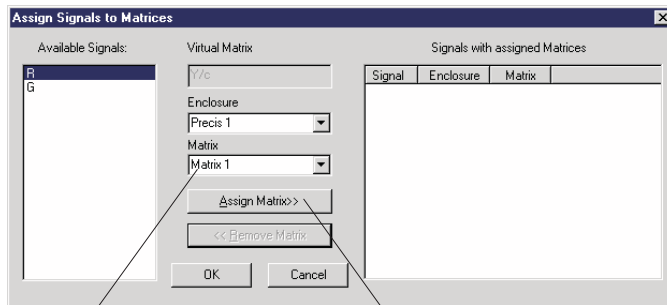 Assign Signals to Matrices
Available Signals:
R
G
Virtual Matrix
Y/c
Enclosure
Precis 1
Matrix
Matrix 1
Assign Matrix>>
<< Remove Matrix
OK
Cancel
Signals with assigned Matrices
Signal Enclosure Matrix